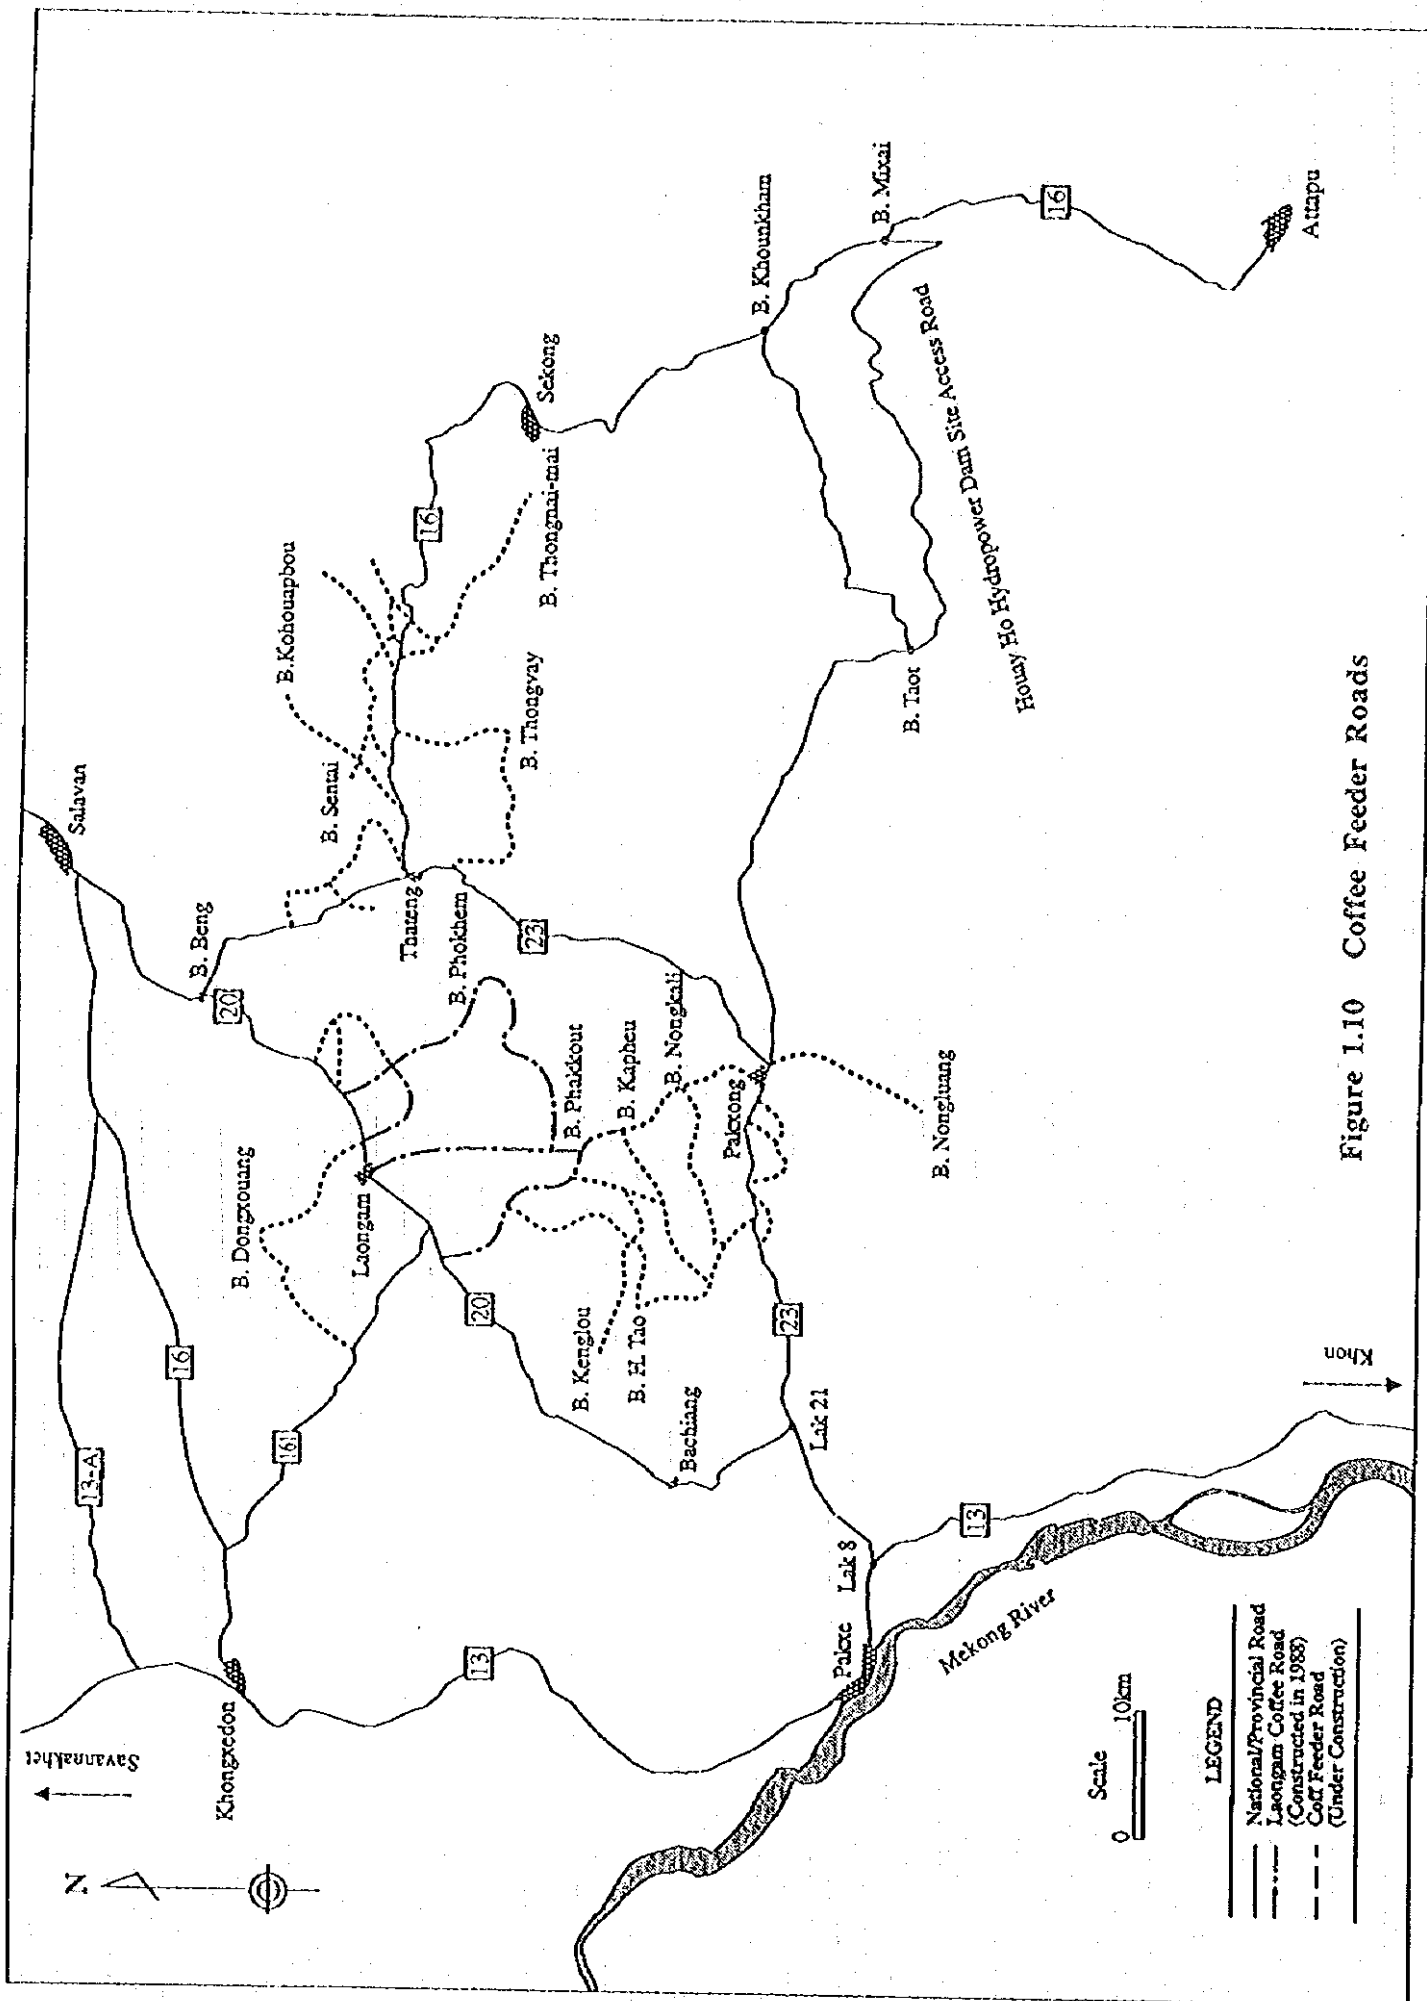 N
Savannakhet
Khongxedon
13-A
16
161
13
Salavan
B. Beng
20
B. Dongxouang
Laongam
20
B. Sentai
B.Kohouapbou
Thateng
B. Phokhem
23
B. Thongvay
B. Thongnai-mai
16
Sekong
B. Phakkout
B. Kapheu
B. Nongkali
B. Kenglou
B. H. Tao
Bachiang
Pakxong
B. Nongluang
23
Lak 21
Lak 8
Pakxe
13
Mekong River
Khon
B. Khounkham
B. Mixai
16
Attapu
B. Taot
Houay Ho Hydropower Dam Site Access Road
Scale
0 10km
LEGEND
National/Provincial Road
Laongam Coffee Road
(Constructed in 1988)
Coff Feeder Road
(Under Construction)
Figure 1.10 Coffee Feeder Roads